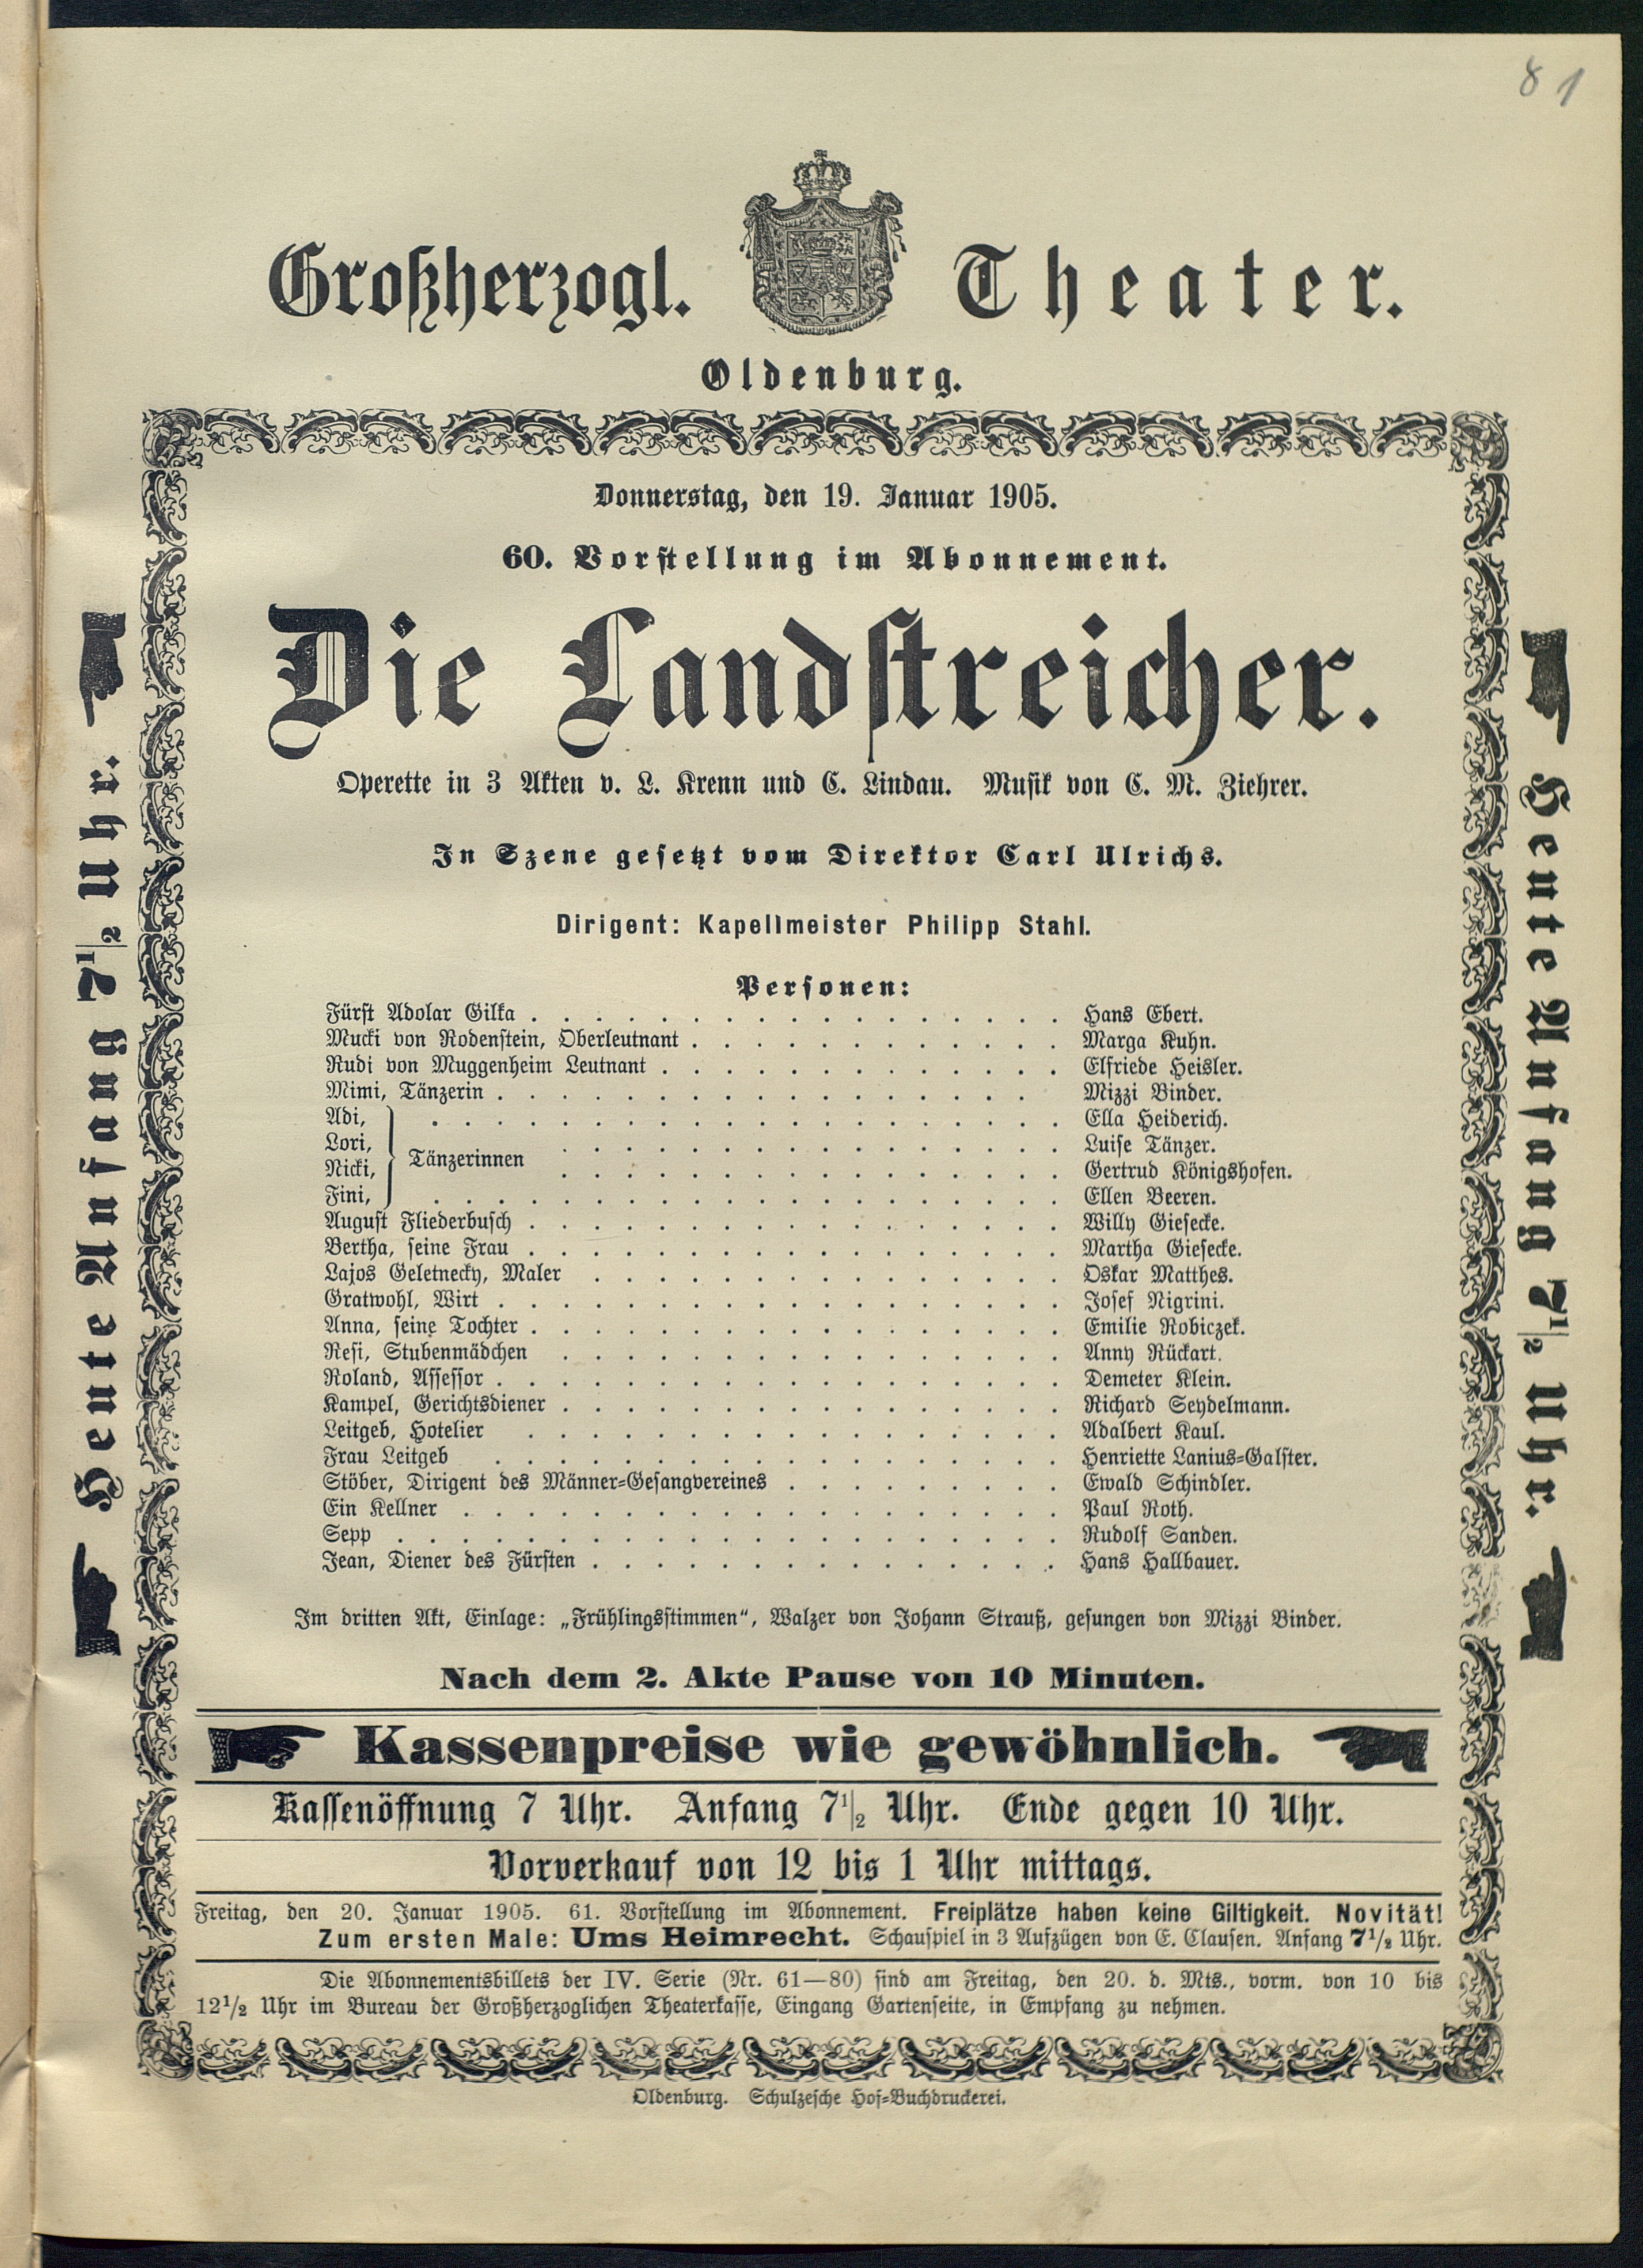 81
Großherzogl. Theater.
Oldenburg.
Donnerstag, den 19. Januar 1905.
60. Vorstellung im Abonnement.
Die Landstreicher.
Operette in 3 Akten v. L. Krenn und C. Lindau. Musik von C. M. Ziehrer.
In Szene gesetzt vom Direktor Carl Ulrichs.
Dirigent: Kapellmeister Philipp Stahl.
Personen:
Fürst Adolar Gilka . . . . . . . . . . . . . . . . . Hans Ebert.
Mucki von Rodenstein, Oberleutnant . . . . . . . . . . . . Marga Kuhn.
Rudi von Muggenheim Leutnant . . . . . . . . . . . . . Elfriede Heisler.
Mimi, Tänzerin . . . . . . . . . . . . . . . . . Mizzi Binder.
Adi, . . . . . . . . . . . . . . . . . . . . Ella Heiderich.
Lori, . . . . . . . . . . . . . . . . Luise Tänzer.
Tänzerinnen
Nicki, . . . . . . . . . . . . . . . . Gertrud Königshofen.
Fini, . . . . . . . . . . . . . . . . . . . . Ellen Beeren.
August Fliederbusch . . . . . . . . . . . . . . . . . Willy Giesecke.
Bertha, seine Frau . . . . . . . . . . . . . . . . . Martha Giesecke.
Lajos Geletnecky, Maler . . . . . . . . . . . . . . . Oskar Matthes.
Gratwohl, Wirt . . . . . . . . . . . . . . . . . . Josef Nigrini.
Anna, seine Tochter . . . . . . . . . . . . . . . . . Emilie Robiczek.
Resi, Stubenmädchen . . . . . . . . . . . . . . . . Anny Rückart.
Roland, Assessor . . . . . . . . . . . . . . . . . . Demeter Klein.
Kampel, Gerichtsdiener . . . . . . . . . . . . . . . . Richard Seydelmann.
Leitgeb, Hotelier . . . . . . . . . . . . . . . . . Adalbert Kaul.
Frau Leitgeb . . . . . . . . . . . . . . . . . . Henriette Lanius-Galster.
Stöber, Dirigent des Männer-Gesangvereines . . . . . . . . . Ewald Schindler.
Ein Kellner . . . . . . . . . . . . . . . . . . . Paul Roth.
Sepp . . . . . . . . . . . . . . . . . . . . . Rudolf Sanden.
Jean, Diener des Fürsten . . . . . . . . . . . . . . . Hans Hallbauer.
Im dritten Akt, Einlage: „Frühlingsstimmen“, Walzer von Johann Strauß, gesungen von Mizzi Binder.
Nach dem 2. Akte Pause von 10 Minuten.
Kassenpreise wie gewöhnlich.
Kassenöffnung 7 Uhr. Anfang 7½ Uhr. Ende gegen 10 Uhr.
Vorverkauf von 12 bis 1 Uhr mittags.
Freitag, den 20. Januar 1905. 61. Vorstellung im Abonnement. Freiplätze haben keine Giltigkeit. Novität!
Zum ersten Male: Ums Heimrecht. Schauspiel in 3 Aufzügen von E. Clausen. Anfang 7½ Uhr.
Die Abonnementsbillets der IV. Serie (Nr. 61—80) sind am Freitag, den 20. d. Mts., vorm. von 10 bis
12½ Uhr im Bureau der Großherzoglichen Theaterkasse, Eingang Gartenseite, in Empfang zu nehmen.
Oldenburg. Schulzesche Hof-Buchdruckerei.
Heute Anfang 7½ Uhr.
Heute Anfang 7½ Uhr.